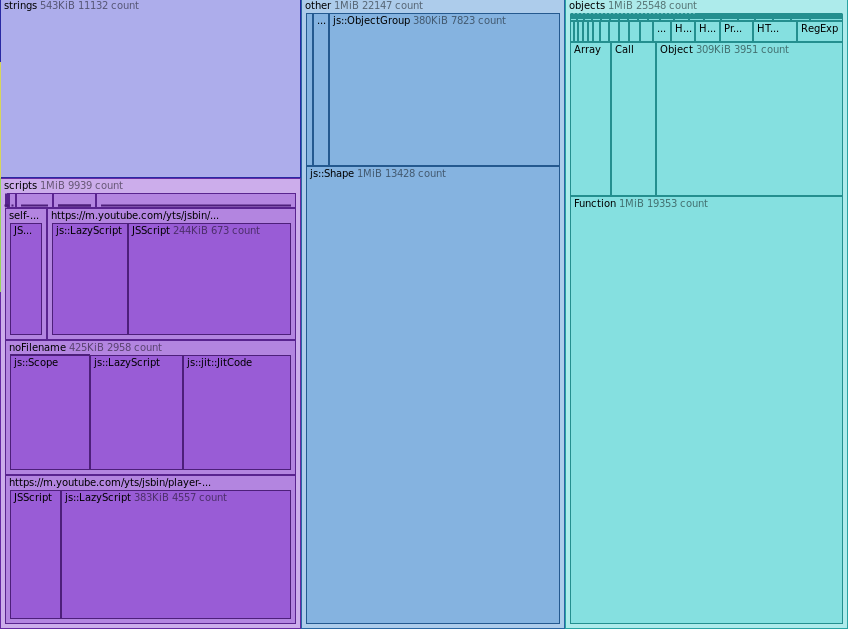 strings 543KiB 11132 count
scripts 1MiB 9939 count
self-...
JS...
https://m.youtube.com/yts/jsbin/...
js::LazyScript
JSScript 244KiB 673 count
noFilename 425KiB 2958 count
js::Scope
js::LazyScript
js::jit::JitCode
https://m.youtube.com/yts/jsbin/player-...
JSScript
js::LazyScript 383KiB 4557 count
other 1MiB 22147 count
...
js::ObjectGroup 380KiB 7823 count
js::Shape 1MiB 13428 count
objects 1MiB 25548 count
...
H...
H...
Pr...
HT...
RegExp
Array
Call
Object 309KiB 3951 count
Function 1MiB 19353 count